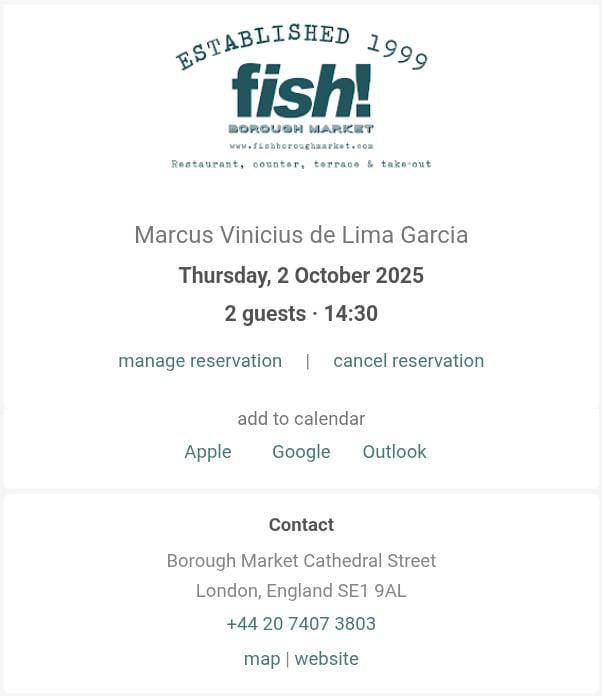 ESTABLISHED 1999
fish!
BOROUGH MARKET
www.fishboroughmarket.com
Restaurant, counter, terrace & take-out
Marcus Vinicius de Lima Garcia
Thursday, 2 October 2025
2 guests · 14:30
manage reservation | cancel reservation
add to calendar
Apple Google Outlook
Contact
Borough Market Cathedral Street
London, England SE1 9AL
+44 20 7407 3803
map | website